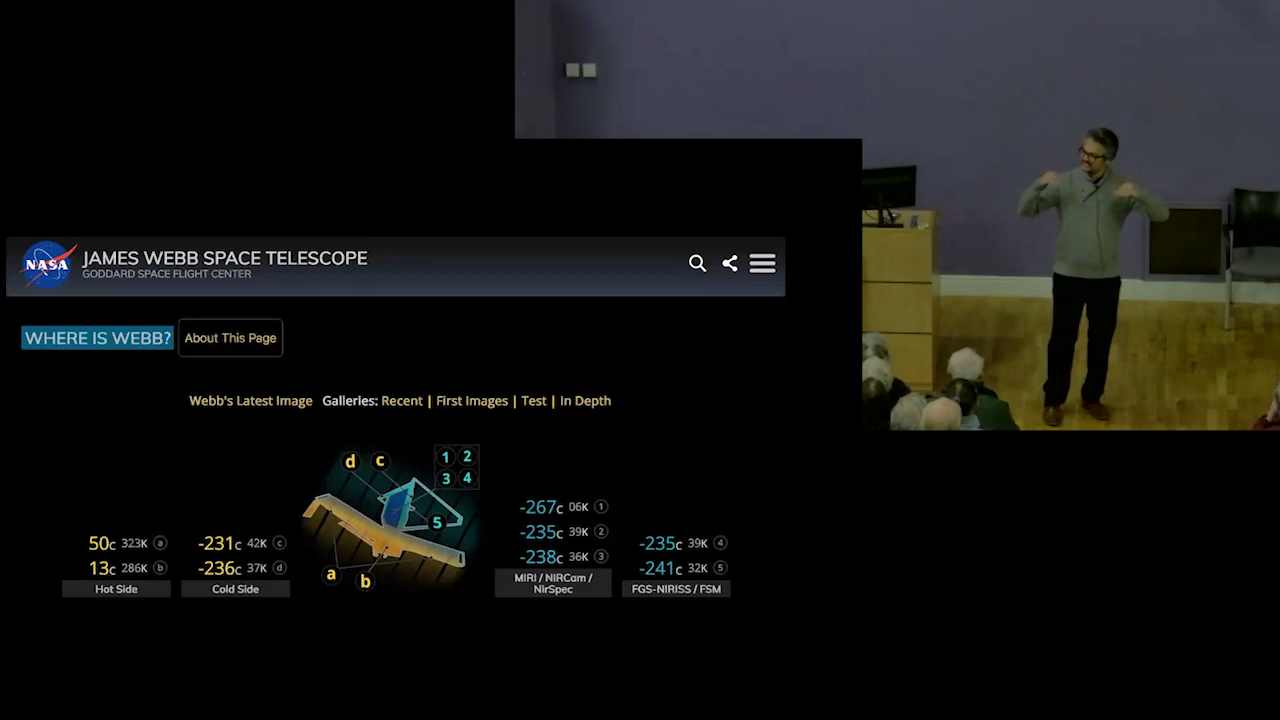 NASA
JAMES WEBB SPACE TELESCOPE
GODDARD SPACE FLIGHT CENTER
WHERE IS WEBB? About This Page
Webb's Latest Image Galleries: Recent | First Images | Test | In Depth
d c 1 2
3 4
5
a
b
50c 323K a
13c 286K b
Hot Side
-231c 42K c
-236c 37K d
Cold Side
-267c 06K 1
-235c 39K 2
-238c 36K 3
MIRI / NIRCam /
NirSpec
-235c 39K 4
-241c 32K 5
FGS-NIRISS / FSM